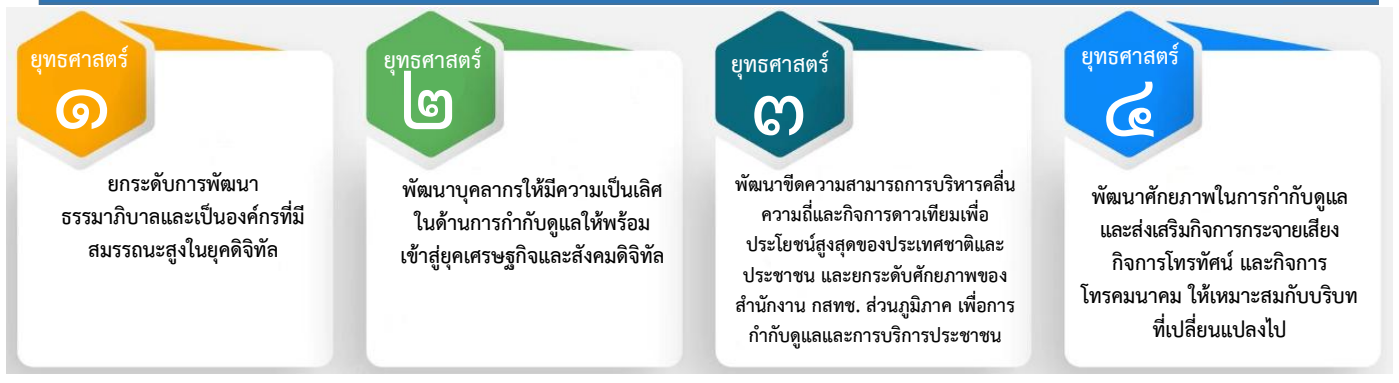 ยุทธศาสตร์
๑
ยกระดับการพัฒนา
ธรรมาภิบาลและเป็นองค์กรที่มี
สมรรถนะสูงในยุคดิจิทัล
ยุทธศาสตร์
๒
พัฒนาบุคลากรให้มีความเป็นเลิศ
ในด้านการกำกับดูแลให้พร้อม
เข้าสู่ยุคเศรษฐกิจและสังคมดิจิทัล
ยุทธศาสตร์
๓
พัฒนาขีดความสามารถการบริหารคลื่น
ความถี่และกิจการดาวเทียมเพื่อ
ประโยชน์สูงสุดของประเทศชาติและ
ประชาชน และยกระดับศักยภาพของ
สำนักงาน กสทช. ส่วนภูมิภาค เพื่อการ
กำกับดูแลและการบริการประชาชน
ยุทธศาสตร์
๔
พัฒนาศักยภาพในการกำกับดูแล
และส่งเสริมกิจการกระจายเสียง
กิจการโทรทัศน์ และกิจการ
โทรคมนาคม ให้เหมาะสมกับบริบท
ที่เปลี่ยนแปลงไป